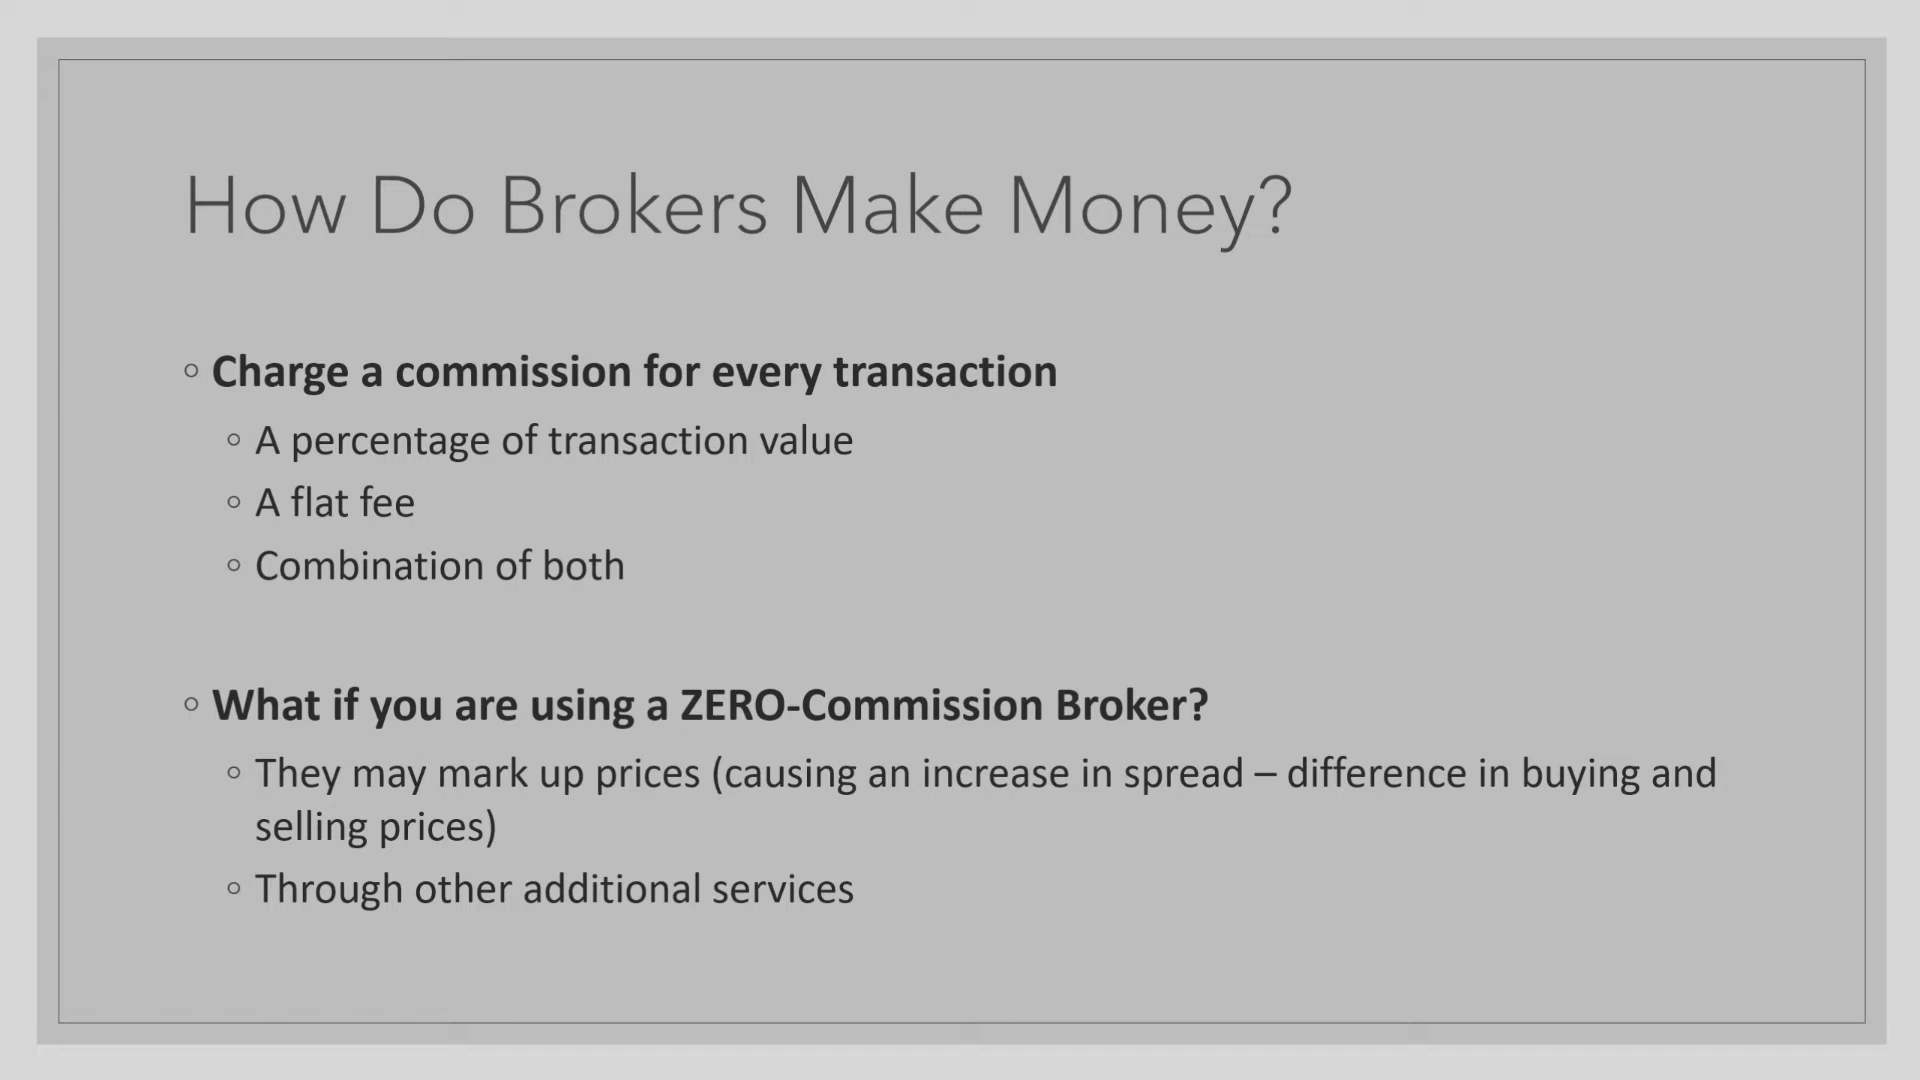 How Do Brokers Make Money?
◦ Charge a commission for every transaction
◦ A percentage of transaction value
◦ A flat fee
◦ Combination of both
◦ What if you are using a ZERO-Commission Broker?
◦ They may mark up prices (causing an increase in spread – difference in buying and
selling prices)
◦ Through other additional services